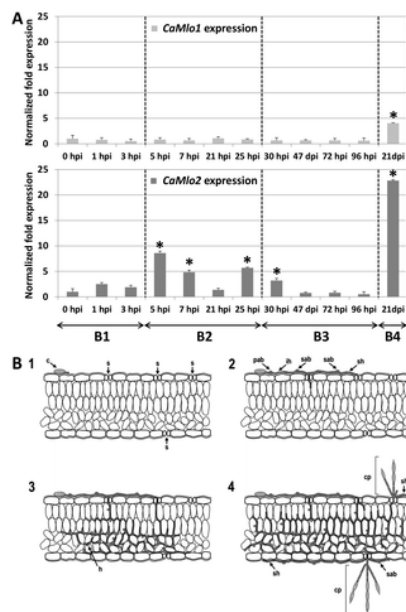 A
CaMlo1 expression
Normalized fold expression
25
20
15
10
5
0
*
0 hpi 1 hpi 3 hpi 5 hpi 7 hpi 21 hpi 25 hpi 30 hpi 47 dpi 72 hpi 96 hpi 21dpi
CaMlo2 expression
Normalized fold expression
25
20
15
10
5
0
* * * * *
0 hpi 1 hpi 3 hpi 5 hpi 7 hpi 21 hpi 25 hpi 30 hpi 47 dpi 72 hpi 96 hpi 21dpi
B1 B2 B3 B4
B 1
c s s s
s
2
pab ih sab sab sh
3
h
4
cp
sh
sh sab
cp